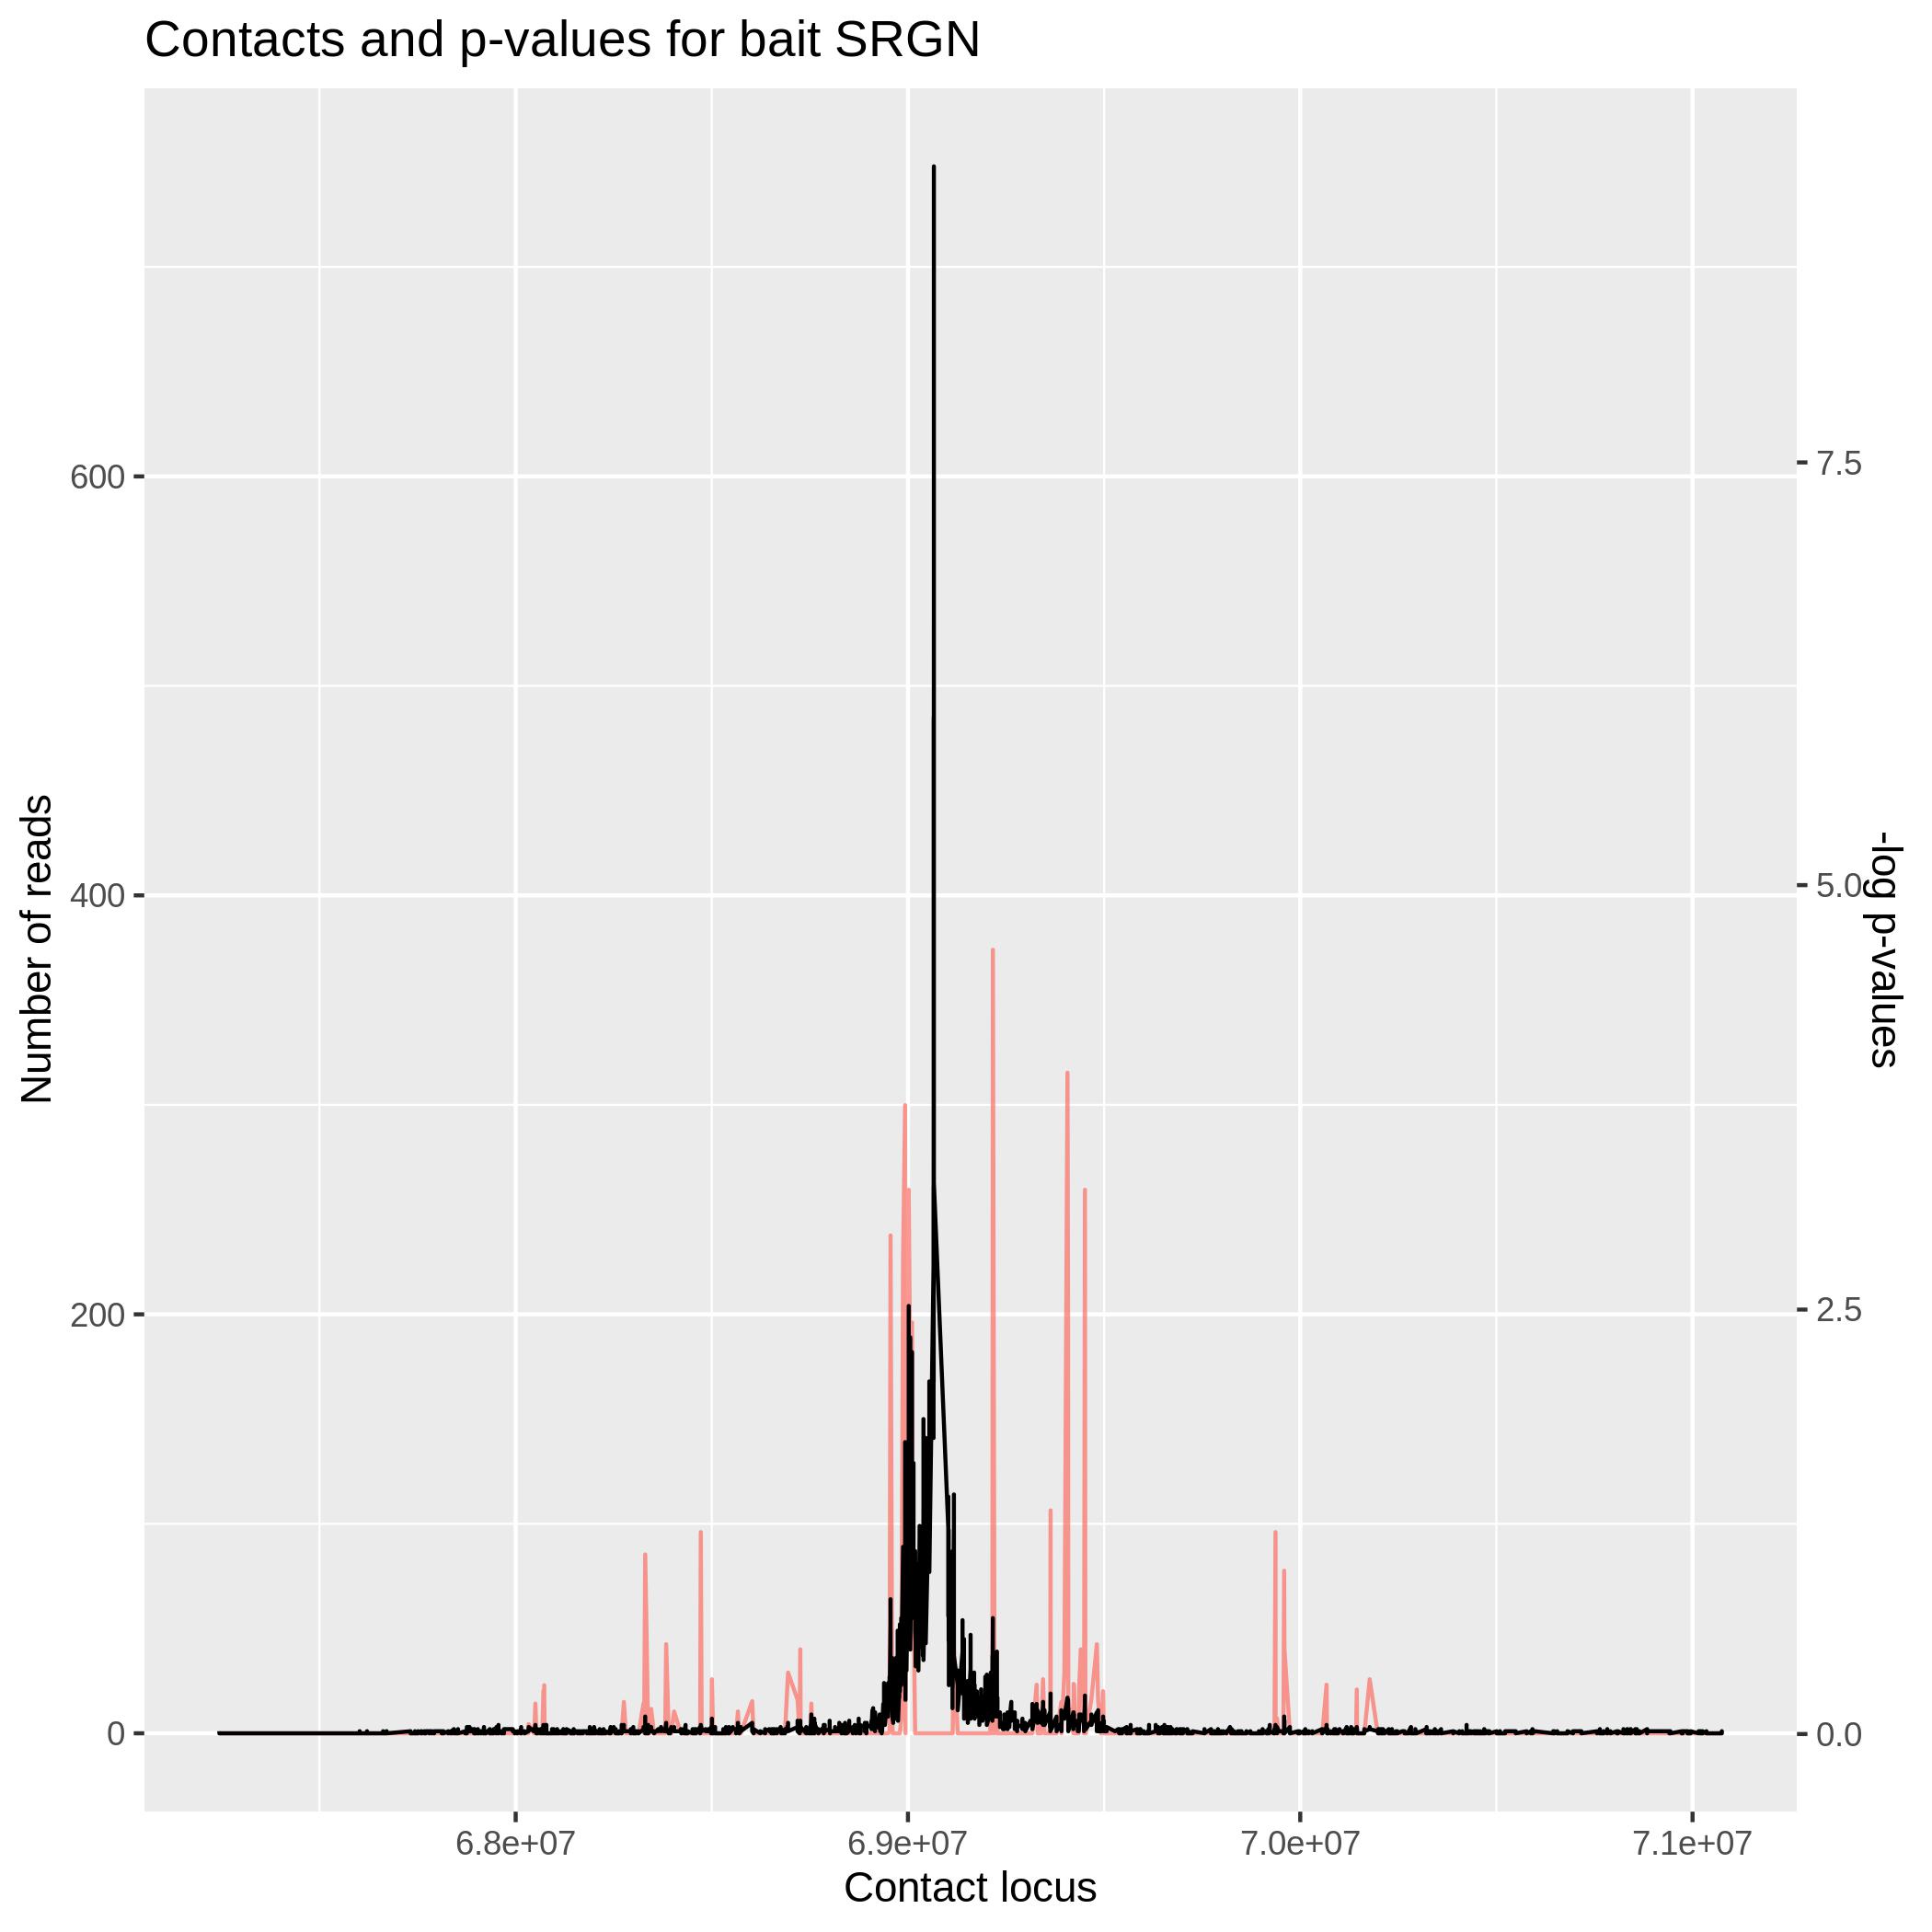 Contacts and p-values for bait SRGN
Number of reads
600
400
200
0
7.5
5.0
2.5
0.0
-log p-values
6.8e+07
6.9e+07
7.0e+07
7.1e+07
Contact locus